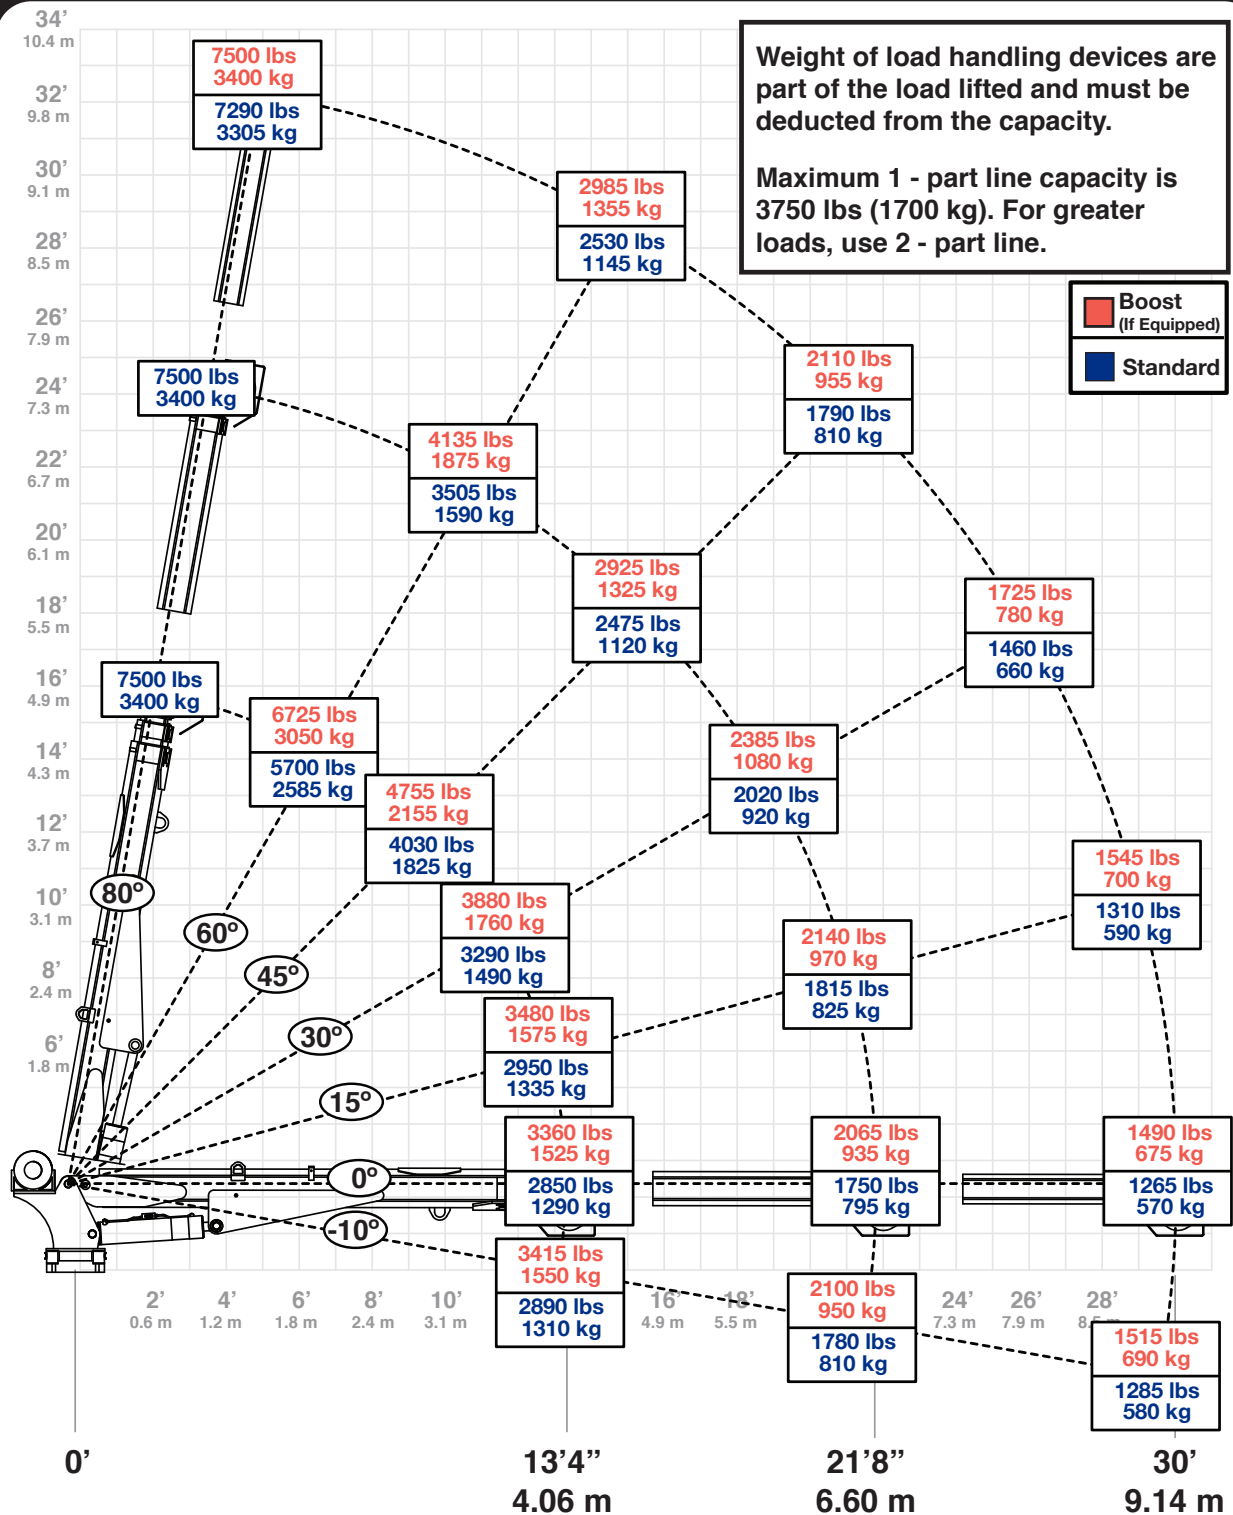 34’
10.4 m
32’
9.8 m
30’
9.1 m
28’
8.5 m
26’
7.9 m
24’
7.3 m
22’
6.7 m
20’
6.1 m
18’
5.5 m
16’
4.9 m
14’
4.3 m
12’
3.7 m
10’
3.1 m
8’
2.4 m
6’
1.8 m
Weight of load handling devices are
part of the load lifted and must be
deducted from the capacity.
Maximum 1 - part line capacity is
3750 lbs (1700 kg). For greater
loads, use 2 - part line.
Boost
(If Equipped)
Standard
7500 lbs
3400 kg
7290 lbs
3305 kg
2985 lbs
1355 kg
2530 lbs
1145 kg
2110 lbs
955 kg
1790 lbs
810 kg
7500 lbs
3400 kg
4135 lbs
1875 kg
3505 lbs
1590 kg
2925 lbs
1325 kg
2475 lbs
1120 kg
1725 lbs
780 kg
1460 lbs
660 kg
7500 lbs
3400 kg
6725 lbs
3050 kg
5700 lbs
2585 kg
2385 lbs
1080 kg
2020 lbs
920 kg
4755 lbs
2155 kg
4030 lbs
1825 kg
1545 lbs
700 kg
1310 lbs
590 kg
3880 lbs
1760 kg
3290 lbs
1490 kg
2140 lbs
970 kg
1815 lbs
825 kg
3480 lbs
1575 kg
2950 lbs
1335 kg
80º
60º
45º
30º
15º
0º
-10º
3360 lbs
1525 kg
2850 lbs
1290 kg
2065 lbs
935 kg
1750 lbs
795 kg
1490 lbs
675 kg
1265 lbs
570 kg
3415 lbs
1550 kg
2890 lbs
1310 kg
2100 lbs
950 kg
1780 lbs
810 kg
1515 lbs
690 kg
1285 lbs
580 kg
2’
0.6 m
4’
1.2 m
6’
1.8 m
8’
2.4 m
10’
3.1 m
16’
4.9 m
18’
5.5 m
24’
7.3 m
26’
7.9 m
28’
0’
13’4”
4.06 m
21’8”
6.60 m
30’
9.14 m